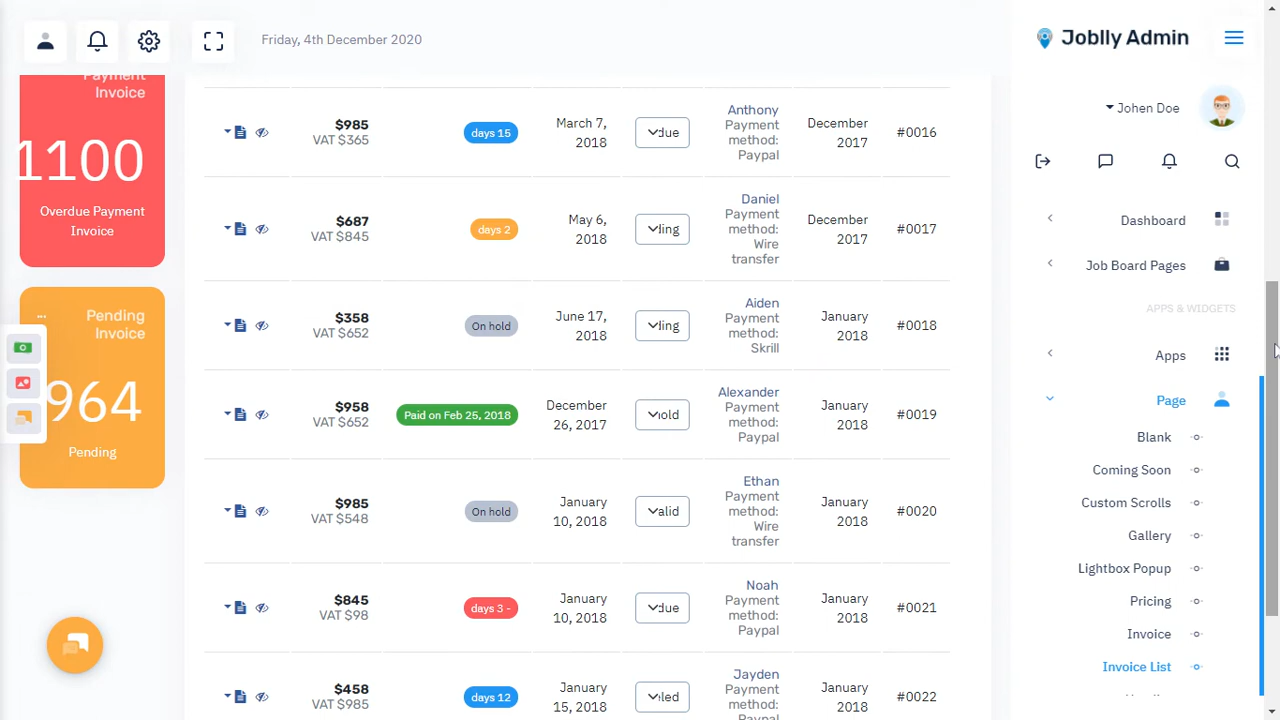 Friday, 4th December 2020
Joblly Admin
Johen Doe
Dashboard
Job Board Pages
APPS & WIDGETS
Apps
Page
Blank
Coming Soon
Custom Scrolls
Gallery
Lightbox Popup
Pricing
Invoice
Invoice List
Payment
Invoice
1100
Overdue Payment
Invoice
...
Pending
Invoice
964
Pending
$985
VAT $365
days 15
March 7,
2018
due
Anthony
Payment
method:
Paypal
December
2017
#0016
$687
VAT $845
days 2
May 6,
2018
ling
Daniel
Payment
method:
Wire
transfer
December
2017
#0017
$358
VAT $652
On hold
June 17,
2018
ling
Aiden
Payment
method:
Skrill
January
2018
#0018
$958
VAT $652
Paid on Feb 25, 2018
December
26, 2017
old
Alexander
Payment
method:
Paypal
January
2018
#0019
$985
VAT $548
On hold
January
10, 2018
alid
Ethan
Payment
method:
Wire
transfer
January
2018
#0020
$845
VAT $98
days 3 -
January
10, 2018
due
Noah
Payment
method:
Paypal
January
2018
#0021
$458
VAT $985
days 12
January
15, 2018
led
Jayden
Payment
method:
Paypal
January
2018
#0022